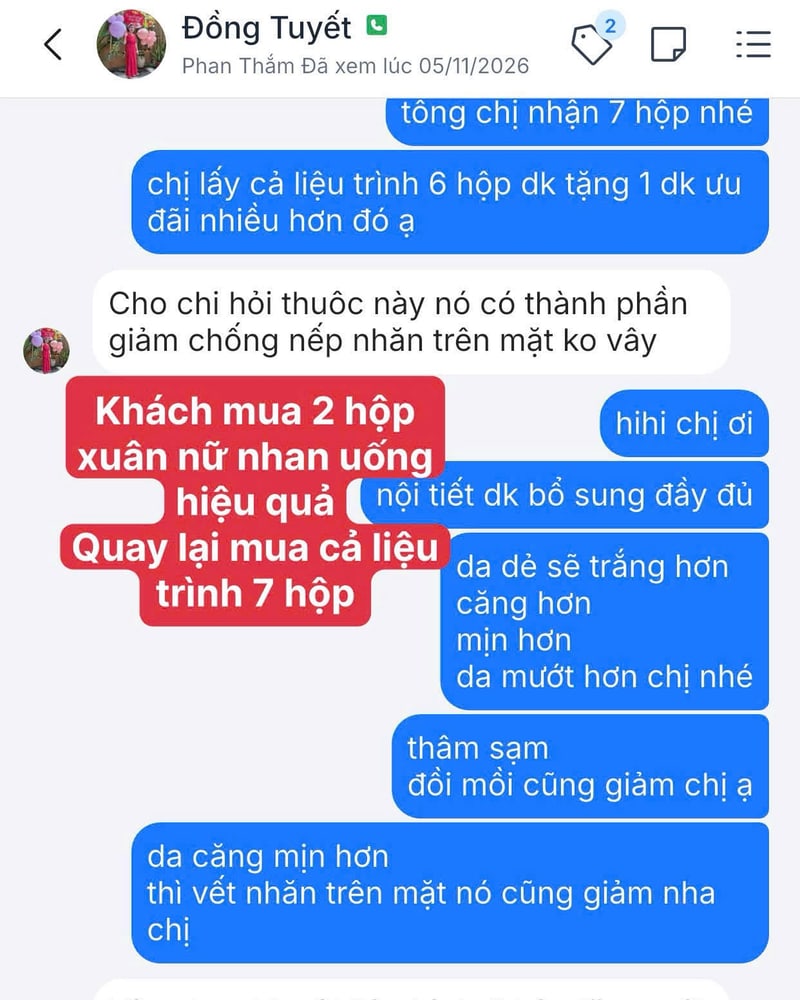 Đồng Tuyết
Phan Thắm Đã xem lúc 05/11/2026
2
tông chị nhận 7 hộp nhé
chị lấy cả liệu trình 6 hộp dk tặng 1 dk ưu
đãi nhiều hơn đó ạ
Cho chi hỏi thuôc này nó có thành phần
giảm chống nếp nhăn trên mặt ko vây
Khách mua 2 hộp
xuân nữ nhan uống
hiệu quả
Quay lại mua cả liệu
trình 7 hộp
hihi chị ơi
nội tiết dk bổ sung đầy đủ
da dẻ sẽ trắng hơn
căng hơn
mịn hơn
da mướt hơn chị nhé
thâm sạm
đồi mồi cũng giảm chị ạ
da căng mịn hơn
thì vết nhăn trên mặt nó cũng giảm nha
chị